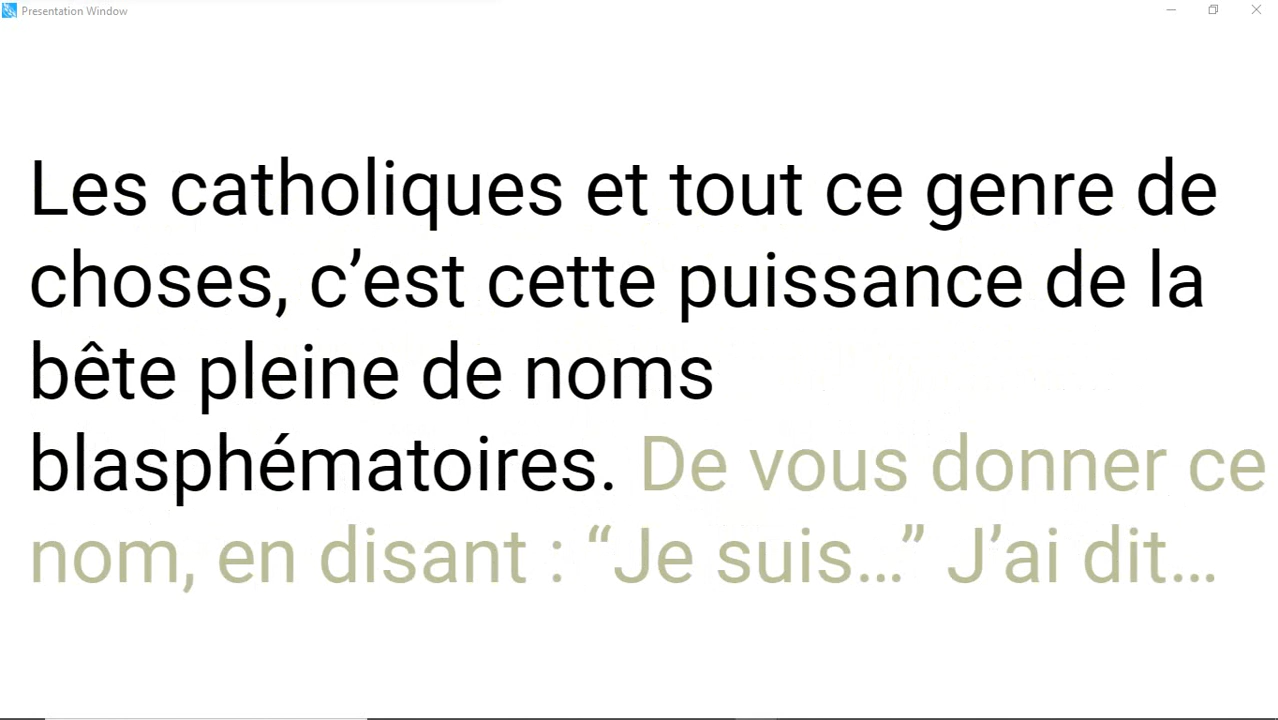 Presentation Window
Les catholiques et tout ce genre de
choses, c’est cette puissance de la
bête pleine de noms
blasphématoires. De vous donner ce
nom, en disant : “Je suis…” J’ai dit…